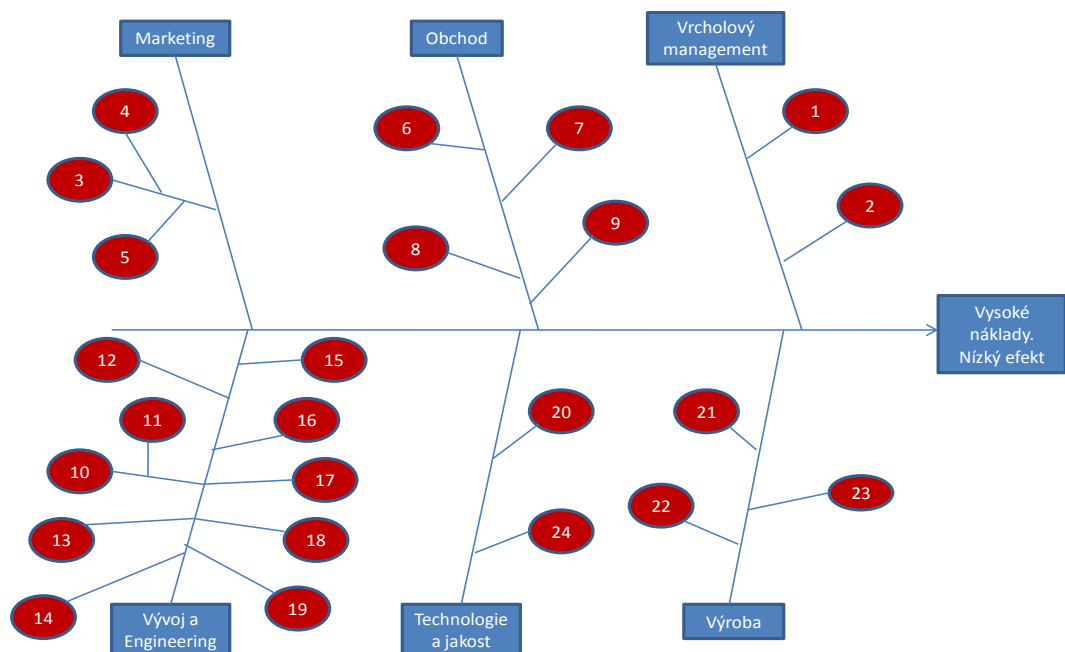 Marketing
Obchod
Vrcholový
management
4
1
6
7
3
2
9
8
5
Vysoké
náklady.
Nízký efekt
12
15
11
16
20
21
10
17
22
23
13
18
24
14
19
Vývoj a
Engineering
Technologie
a jakost
Výroba